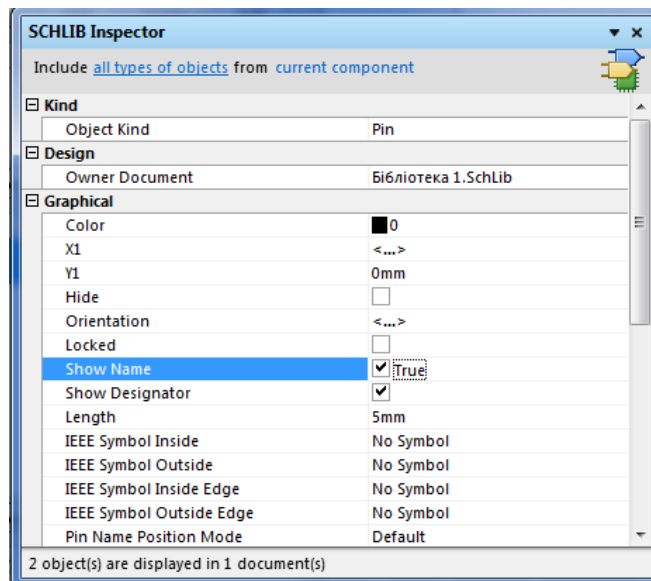 SCHLIB Inspector
Include all types of objects from current component
Kind
Object Kind Pin
Design
Owner Document Бібліотека 1.SchLib
Graphical
Color 0
X1 <...>
Y1 0mm
Hide
Orientation <...>
Locked
Show Name True
Show Designator
Length 5mm
IEEE Symbol Inside No Symbol
IEEE Symbol Outside No Symbol
IEEE Symbol Inside Edge No Symbol
IEEE Symbol Outside Edge No Symbol
Pin Name Position Mode Default
2 object(s) are displayed in 1 document(s)